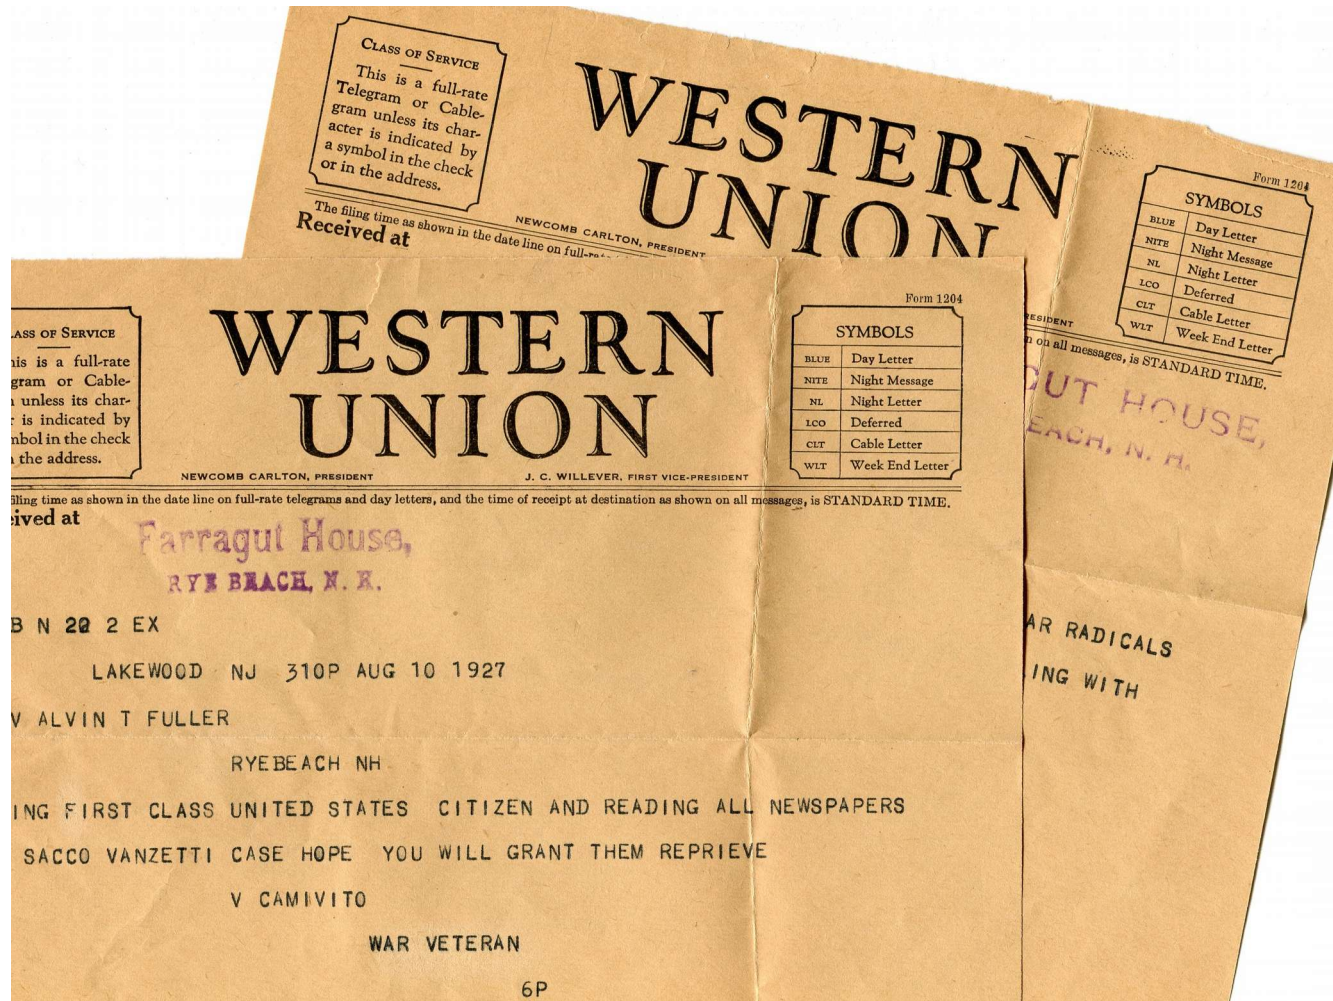 CLASS OF SERVICE
This is a full-rate
Telegram or Cable-
gram unless its char-
acter is indicated by
a symbol in the check
or in the address.
WESTERN
UNION
Form 1204
SYMBOLS
BLUE Day Letter
NITE Night Message
NL Night Letter
LCO Deferred
CLT Cable Letter
WLT Week End Letter
NEWCOMB CARLTON, PRESIDENT
ESIDENT
The filing time as shown in the date line on full-rate
n on all messages, is STANDARD TIME.
Received at
GUT HOUSE,
BEACH, N. H.
AR RADICALS
ING WITH
ASS OF SERVICE
his is a full-rate
gram or Cable-
unless its char-
r is indicated by
mbol in the check
n the address.
WESTERN
UNION
NEWCOMB CARLTON, PRESIDENT
J. C. WILLEVER, FIRST VICE-PRESIDENT
Form 1204
SYMBOLS
BLUE Day Letter
NITE Night Message
NL Night Letter
LCO Deferred
CLT Cable Letter
WLT Week End Letter
filing time as shown in the date line on full-rate telegrams and day letters, and the time of receipt at destination as shown on all messages, is STANDARD TIME.
eived at
Farragut House,
RYE BEACH, N. H.
B N 2 EX
LAKEWOOD NJ 310P AUG 10 1927
V ALVIN T FULLER
RYEBEACH NH
ING FIRST CLASS UNITED STATES CITIZEN AND READING ALL NEWSPAPERS
SACCO VANZETTI CASE HOPE YOU WILL GRANT THEM REPRIEVE
V CAMIVITO
WAR VETERAN
6P